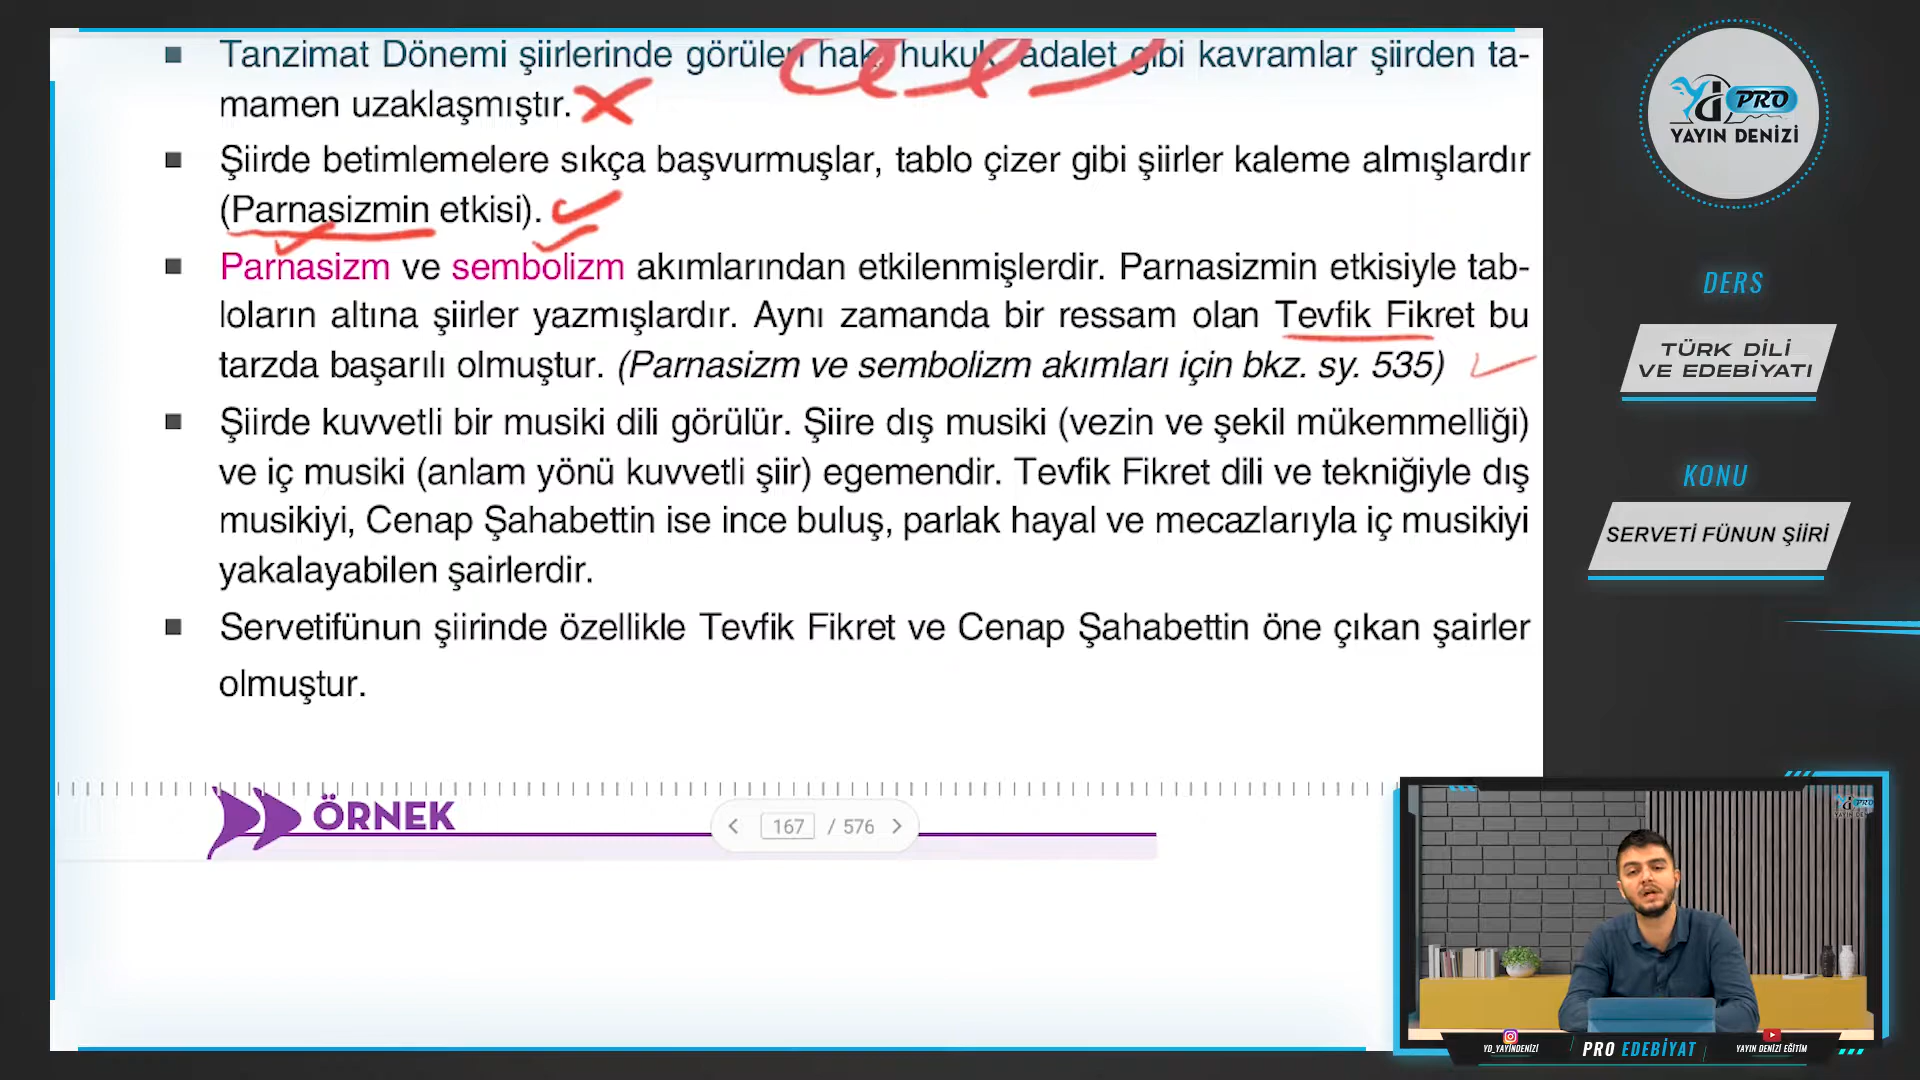 Tanzimat Dönemi şiirlerinde görülen hak, hukuk, adalet gibi kavramlar şiirden ta-
mamen uzaklaşmıştır.
Şiirde betimlemelere sıkça başvurmuşlar, tablo çizer gibi şiirler kaleme almışlardır
(Parnasizmin etkisi).
Parnasizm ve sembolizm akımlarından etkilenmişlerdir. Parnasizmin etkisiyle tab-
loların altına şiirler yazmışlardır. Aynı zamanda bir ressam olan Tevfik Fikret bu
tarzda başarılı olmuştur. (Parnasizm ve sembolizm akımları için bkz. sy. 535)
Şiirde kuvvetli bir musiki dili görülür. Şiire dış musiki (vezin ve şekil mükemmelliği)
ve iç musiki (anlam yönü kuvvetli şiir) egemendir. Tevfik Fikret dili ve tekniğiyle dış
musikiyi, Cenap Şahabettin ise ince buluş, parlak hayal ve mecazlarıyla iç musikiyi
yakalayabilen şairlerdir.
Servetifünun şiirinde özellikle Tevfik Fikret ve Cenap Şahabettin öne çıkan şairler
olmuştur.
ÖRNEK
167 / 576
Yd PRO
YAYIN DENİZİ
DERS
TÜRK DİLİ
VE EDEBİYATI
KONU
SERVETİ FÜNUN ŞİİRİ
YD_YAYINDENİZİ
PRO EDEBİYAT
YAYIN DENİZİ EĞİTİM